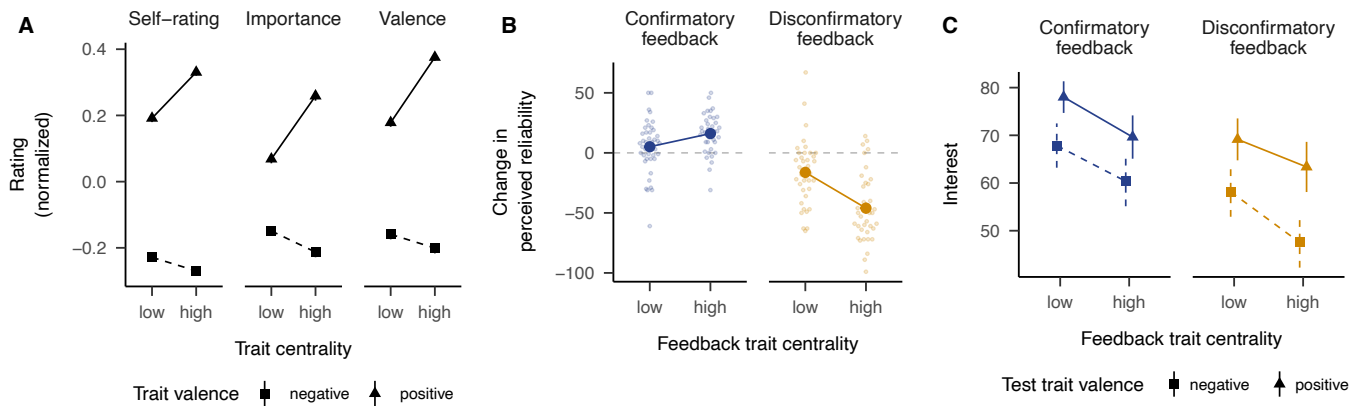 A
Self−rating
Importance
Valence
Rating
(normalized)
0.4
0.2
0.0
−0.2
low
high
low
high
low
high
Trait centrality
Trait valence
negative
positive
B
Confirmatory
feedback
Disconfirmatory
feedback
Change in
perceived reliability
50
0
−50
−100
low
high
low
high
Feedback trait centrality
C
Confirmatory
feedback
Disconfirmatory
feedback
Interest
80
70
60
50
low
high
low
high
Feedback trait centrality
Test trait valence
negative
positive